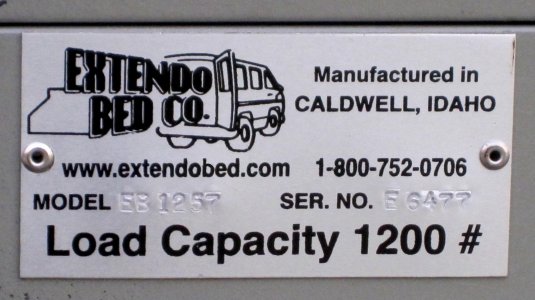 EXTENDO
BED CO.
Manufactured in
CALDWELL, IDAHO
www.extendobed.com 1-800-752-0706
MODEL EB 1257 SER. NO. E 6477
Load Capacity 1200 #